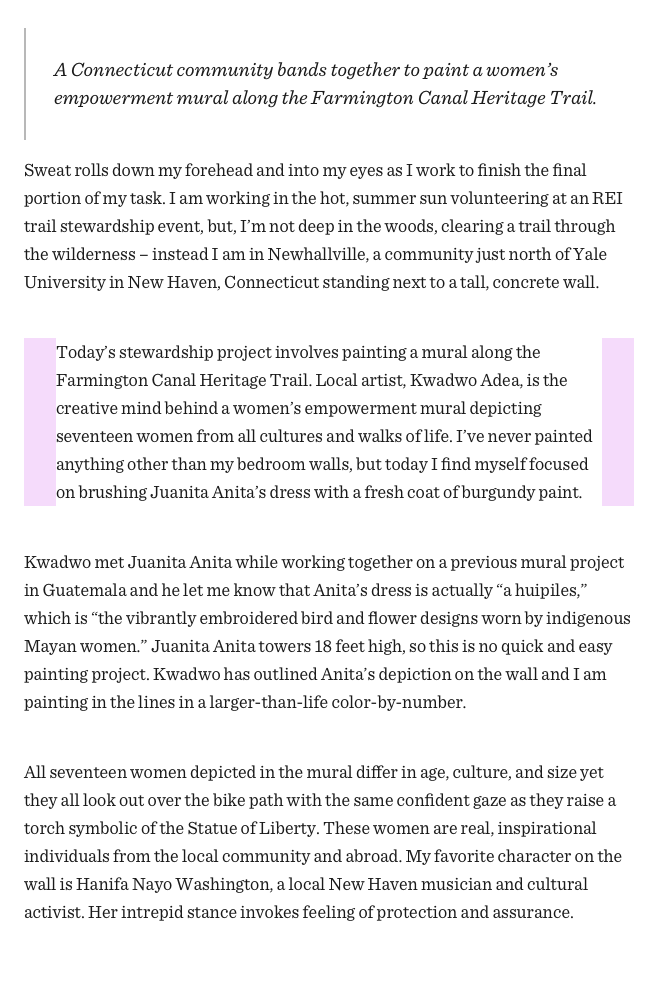 A Connecticut community bands together to paint a women’s
empowerment mural along the Farmington Canal Heritage Trail.
Sweat rolls down my forehead and into my eyes as I work to finish the final
portion of my task. I am working in the hot, summer sun volunteering at an REI
trail stewardship event, but, I’m not deep in the woods, clearing a trail through
the wilderness – instead I am in Newhallville, a community just north of Yale
University in New Haven, Connecticut standing next to a tall, concrete wall.
Today’s stewardship project involves painting a mural along the
Farmington Canal Heritage Trail. Local artist, Kwadwo Adea, is the
creative mind behind a women’s empowerment mural depicting
seventeen women from all cultures and walks of life. I’ve never painted
anything other than my bedroom walls, but today I find myself focused
on brushing Juanita Anita’s dress with a fresh coat of burgundy paint.
Kwadwo met Juanita Anita while working together on a previous mural project
in Guatemala and he let me know that Anita’s dress is actually “a huipiles,”
which is “the vibrantly embroidered bird and flower designs worn by indigenous
Mayan women.” Juanita Anita towers 18 feet high, so this is no quick and easy
painting project. Kwadwo has outlined Anita’s depiction on the wall and I am
painting in the lines in a larger-than-life color-by-number.
All seventeen women depicted in the mural differ in age, culture, and size yet
they all look out over the bike path with the same confident gaze as they raise a
torch symbolic of the Statue of Liberty. These women are real, inspirational
individuals from the local community and abroad. My favorite character on the
wall is Hanifa Nayo Washington, a local New Haven musician and cultural
activist. Her intrepid stance invokes feeling of protection and assurance.